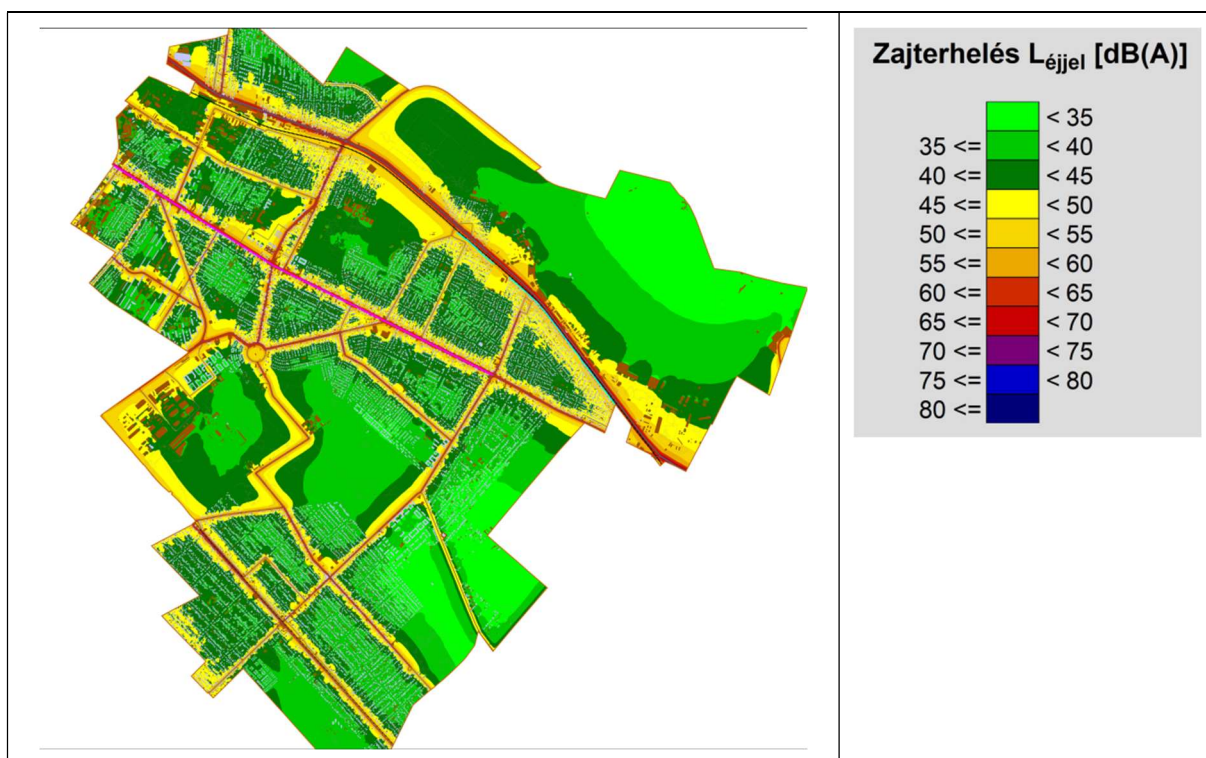 Zajterhelés Léjjel [dB(A)]
< 35
35 <= < 40
40 <= < 45
45 <= < 50
50 <= < 55
55 <= < 60
60 <= < 65
65 <= < 70
70 <= < 75
75 <= < 80
80 <=